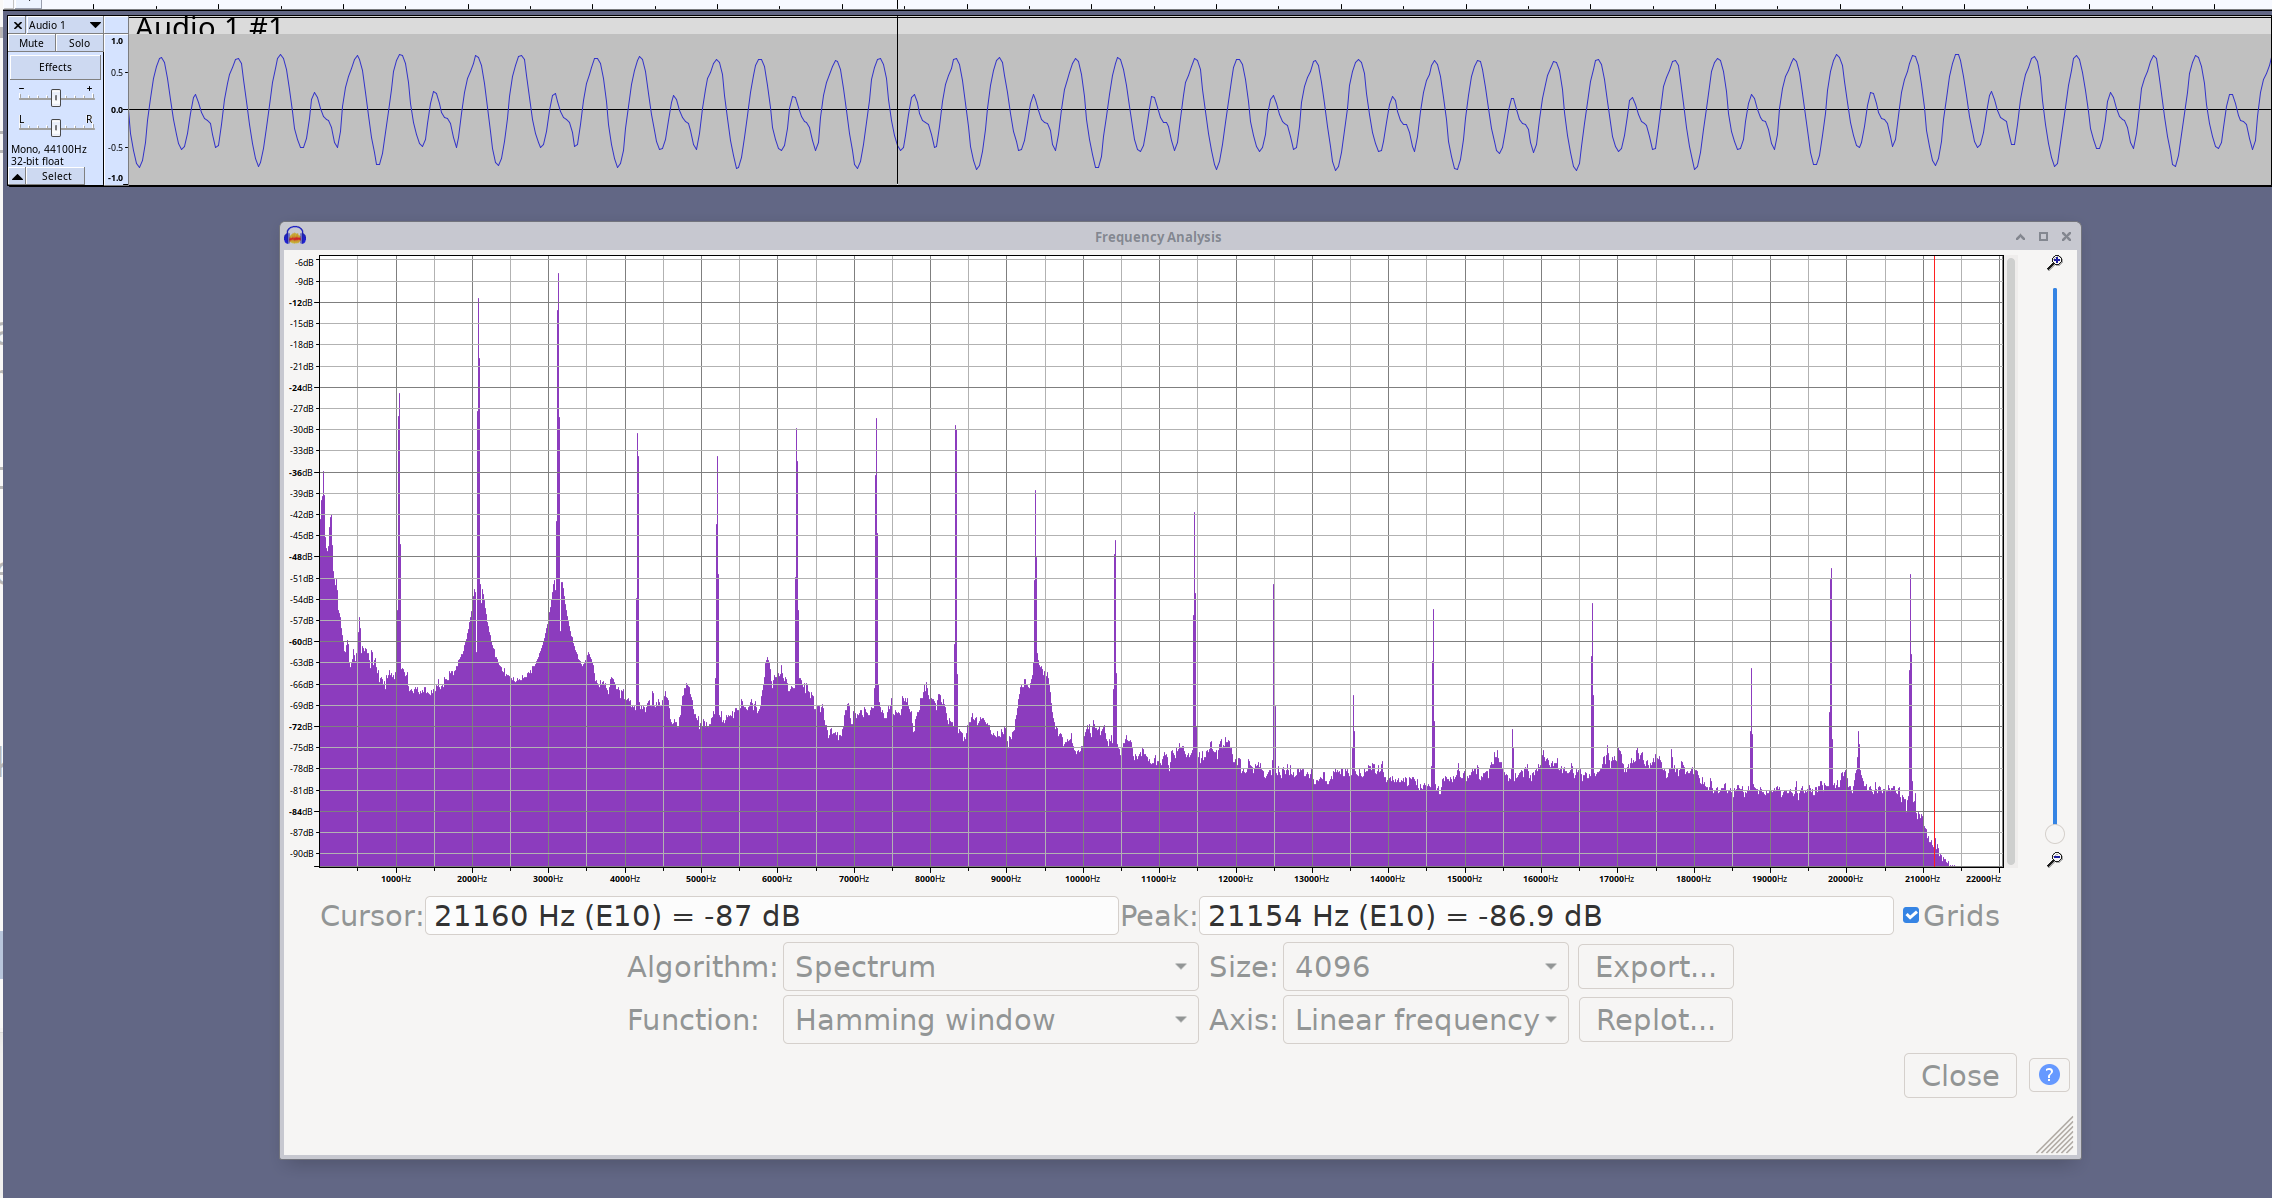 Audio 1
Audio 1 #1
Mute Solo
Effects
- +
L R
Mono, 44100Hz
32-bit float
Select
1.0
0.5
0.0
-0.5
-1.0
Frequency Analysis
-6dB
-9dB
-12dB
-15dB
-18dB
-21dB
-24dB
-27dB
-30dB
-33dB
-36dB
-39dB
-42dB
-45dB
-48dB
-51dB
-54dB
-57dB
-60dB
-63dB
-66dB
-69dB
-72dB
-75dB
-78dB
-81dB
-84dB
-87dB
-90dB
1000Hz 2000Hz 3000Hz 4000Hz 5000Hz 6000Hz 7000Hz 8000Hz 9000Hz 10000Hz 11000Hz 12000Hz 13000Hz 14000Hz 15000Hz 16000Hz 17000Hz 18000Hz 19000Hz 20000Hz 21000Hz 22000Hz
Cursor: 21160 Hz (E10) = -87 dB Peak: 21154 Hz (E10) = -86.9 dB Grids
Algorithm: Spectrum Size: 4096 Export...
Function: Hamming window Axis: Linear frequency Replot...
Close ?